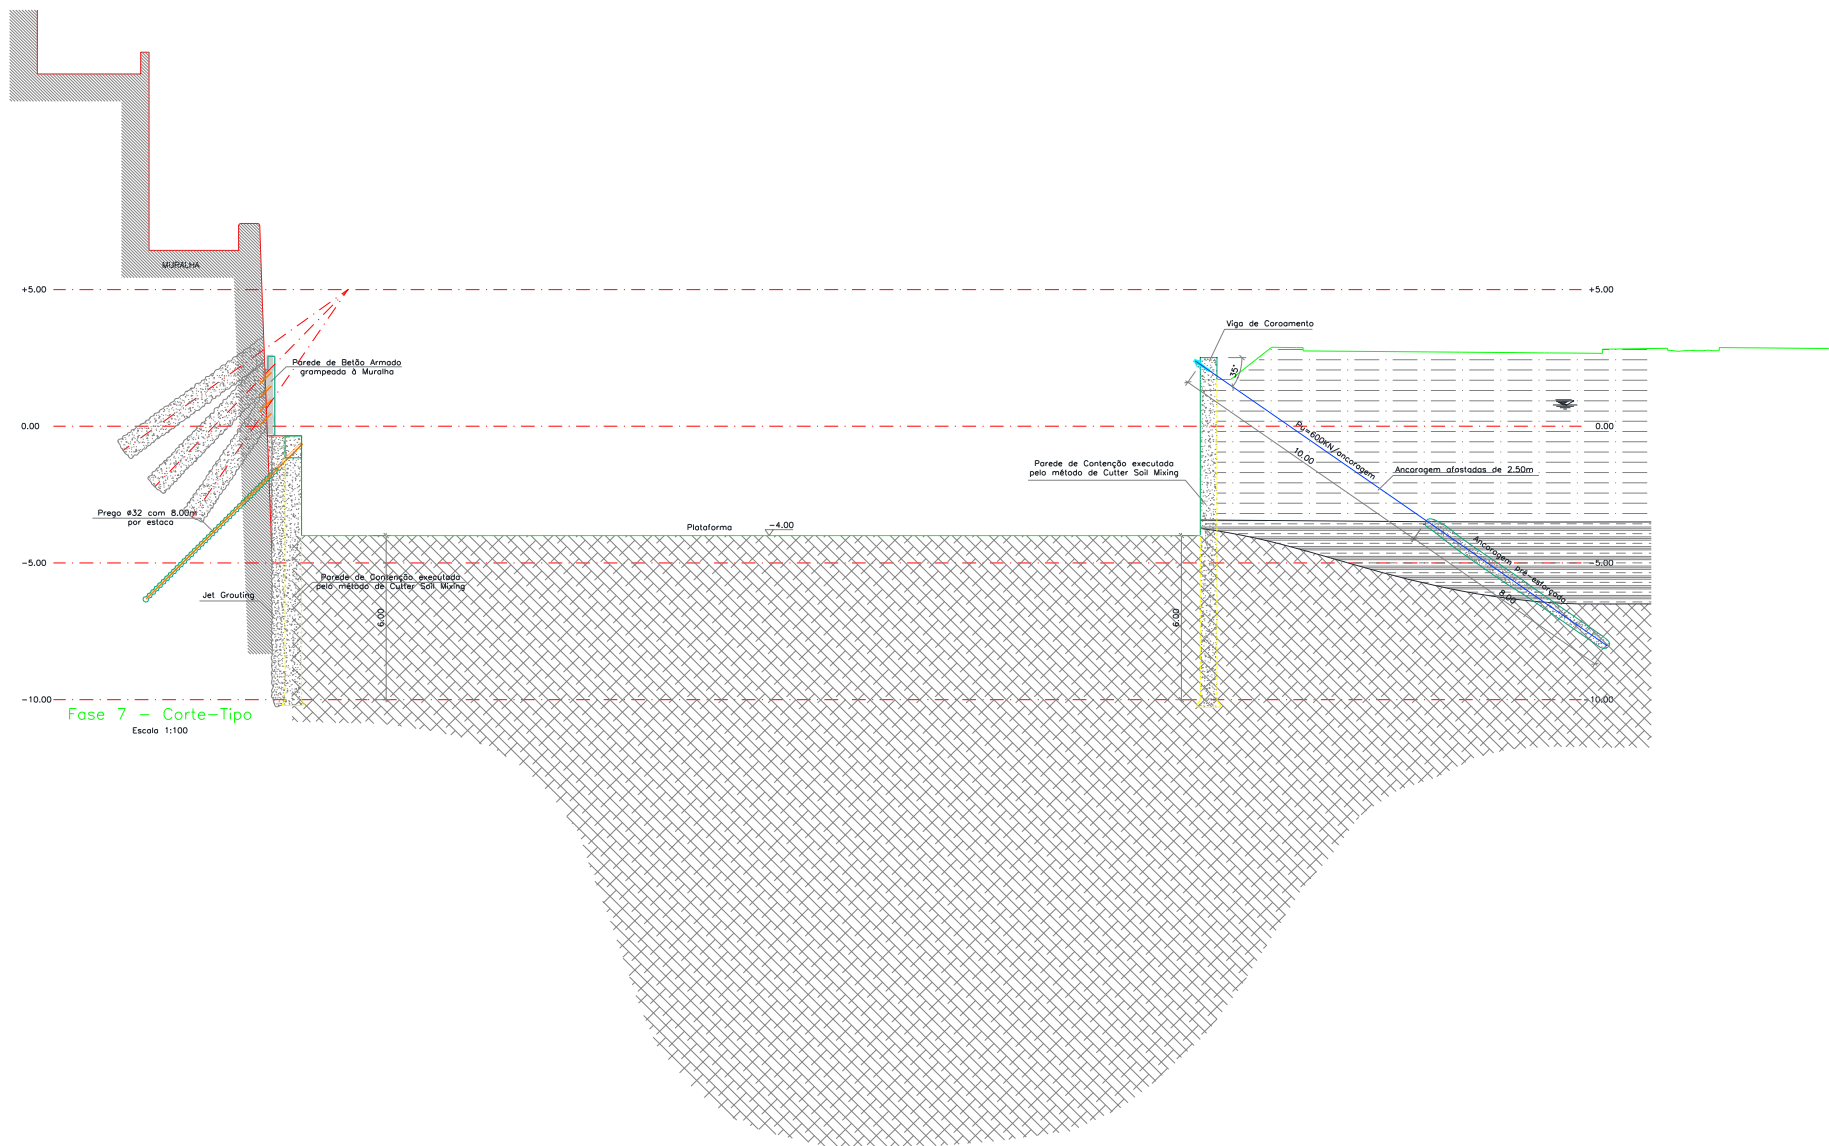 MURALHA
+5.00
+5.00
Viga de Coroamento
35°
Parede de Betão Armado
grampeada à Muralha
0.00
0.00
Pu=600KN/ancoragem
10.00
Parede de Contenção executada
pelo método de Cutter Soil Mixing
Ancoragem afastadas de 2.50m
Prego Ø32 com 8.00m
por estaca
Plataforma
-4.00
Ancoragem pré-esforçada
8.00
-5.00
-5.00
Parede de Contenção executada
pelo método de Cutter Soil Mixing
Jet Grouting
6.00
6.00
-10.00
-10.00
Fase 7 - Corte-Tipo
Escala 1:100